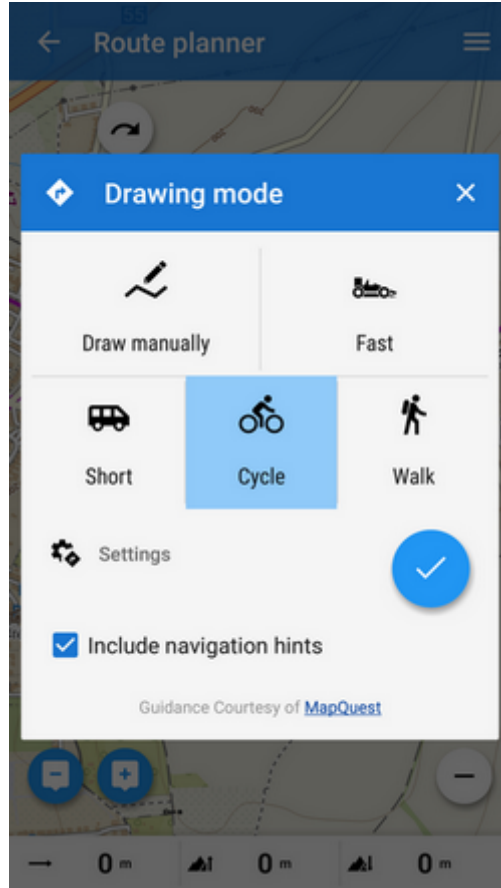 55
Route planner
Drawing mode
Draw manually
Fast
Short
Cycle
Walk
Settings
Include navigation hints
Guidance Courtesy of MapQuest
0 m
0 m
0 m